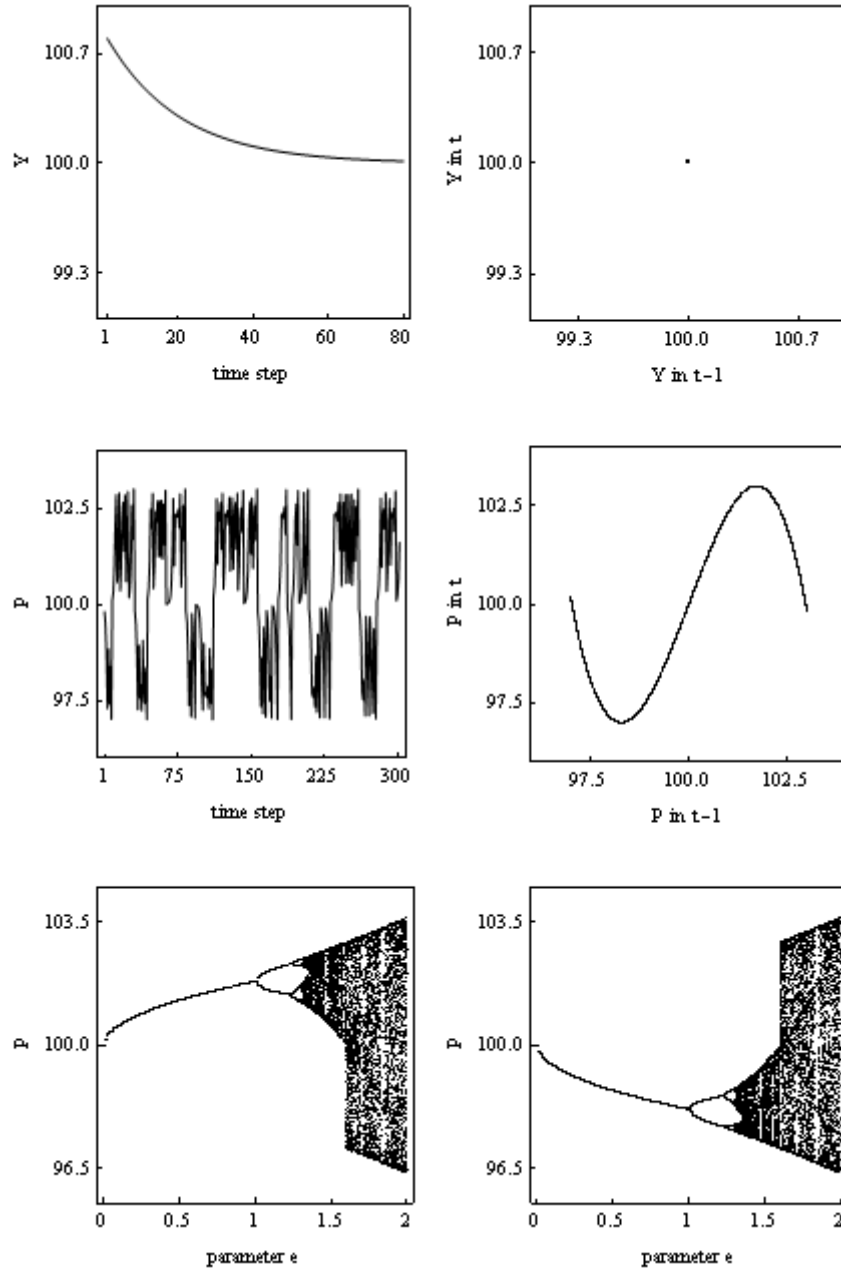 100.7
100.0
99.3
Y
1 20 40 60 80
time step
100.7
100.0
99.3
Y in t
99.3 100.0 100.7
Y in t-1
102.5
100.0
97.5
P
1 75 150 225 300
time step
102.5
100.0
97.5
P in t
97.5 100.0 102.5
P in t-1
103.5
100.0
96.5
P
0 0.5 1 1.5 2
parameter e
103.5
100.0
96.5
P
0 0.5 1 1.5 2
parameter e